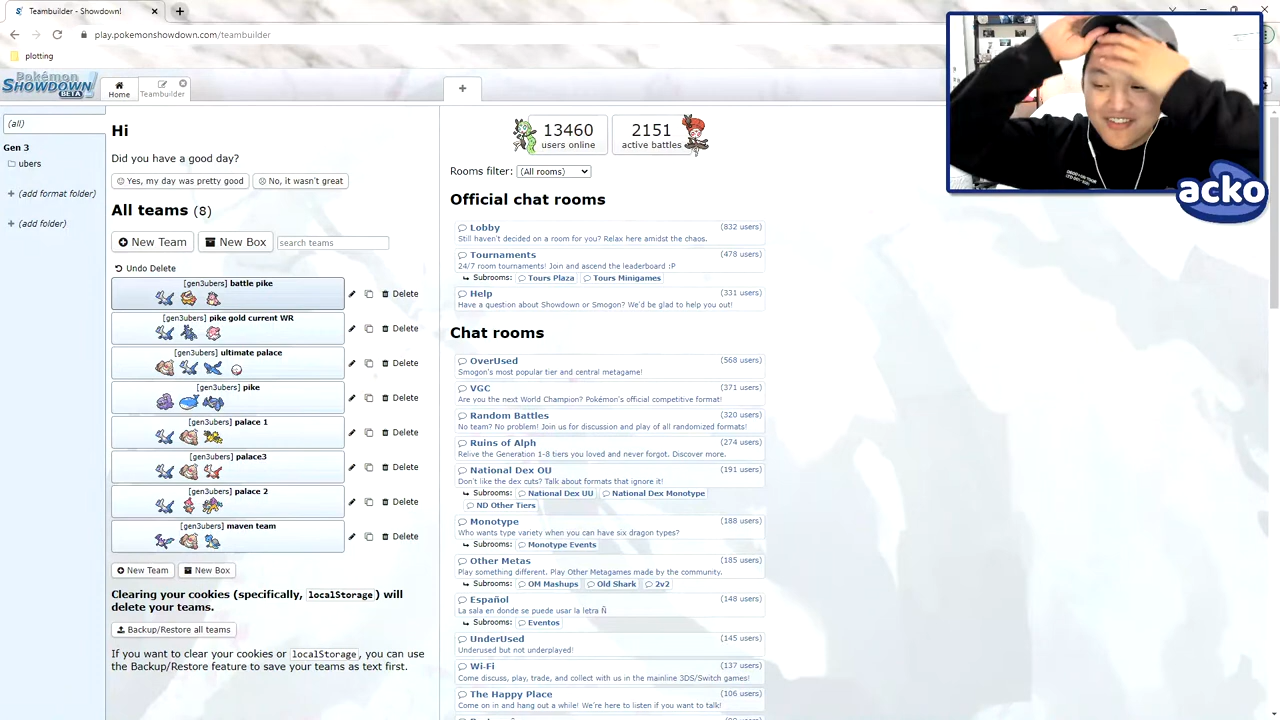 Teambuilder - Showdown!
play.pokemonshowdown.com/teambuilder
plotting
Pokémon
SHOWDOWN
BETA
Home
Teambuilder
(all)
Gen 3
ubers
(add format folder)
(add folder)
Hi
Did you have a good day?
Yes, my day was pretty good
No, it wasn't great
All teams (8)
New Team
New Box
search teams
Undo Delete
[gen3ubers] battle pike
Delete
[gen3ubers] pike gold current WR
Delete
[gen3ubers] ultimate palace
Delete
[gen3ubers] pike
Delete
[gen3ubers] palace 1
Delete
[gen3ubers] palace3
Delete
[gen3ubers] palace 2
Delete
[gen3ubers] maven team
Delete
New Team
New Box
Clearing your cookies (specifically, localStorage) will
delete your teams.
Backup/Restore all teams
If you want to clear your cookies or localStorage, you can use
the Backup/Restore feature to save your teams as text first.
13460
users online
2151
active battles
Rooms filter: (All rooms)
Official chat rooms
Lobby (832 users)
Still haven't decided on a room for you? Relax here amidst the chaos.
Tournaments (478 users)
24/7 room tournaments! Join and ascend the leaderboard :P
Subrooms: Tours Plaza Tours Minigames
Help (331 users)
Have a question about Showdown or Smogon? We'd be glad to help you out!
Chat rooms
OverUsed (568 users)
Smogon's most popular tier and central metagame!
VGC (371 users)
Are you the next World Champion? Pokémon's official competitive format!
Random Battles (320 users)
No team? No problem! Join us for discussion and play of all randomized formats!
Ruins of Alph (274 users)
Relive the Generation 1-8 tiers you loved and never forgot. Discover more.
National Dex OU (191 users)
Don't like the dex cuts? Talk about formats that ignore it!
Subrooms: National Dex UU National Dex Monotype
ND Other Tiers
Monotype (188 users)
Who wants type variety when you can have six dragon types?
Subrooms: Monotype Events
Other Metas (185 users)
Play something different. Play Other Metagames made by the community.
Subrooms: OM Mashups Old Shark 2v2
Español (148 users)
La sala en donde se puede usar la letra Ñ
Subrooms: Eventos
UnderUsed (145 users)
Underused but not underplayed!
Wi-Fi (137 users)
Come discuss, play, trade, and collect with us in the mainline 3DS/Switch games!
The Happy Place (106 users)
Come on in and hang out a while! We're here to listen if you want to talk!
acko